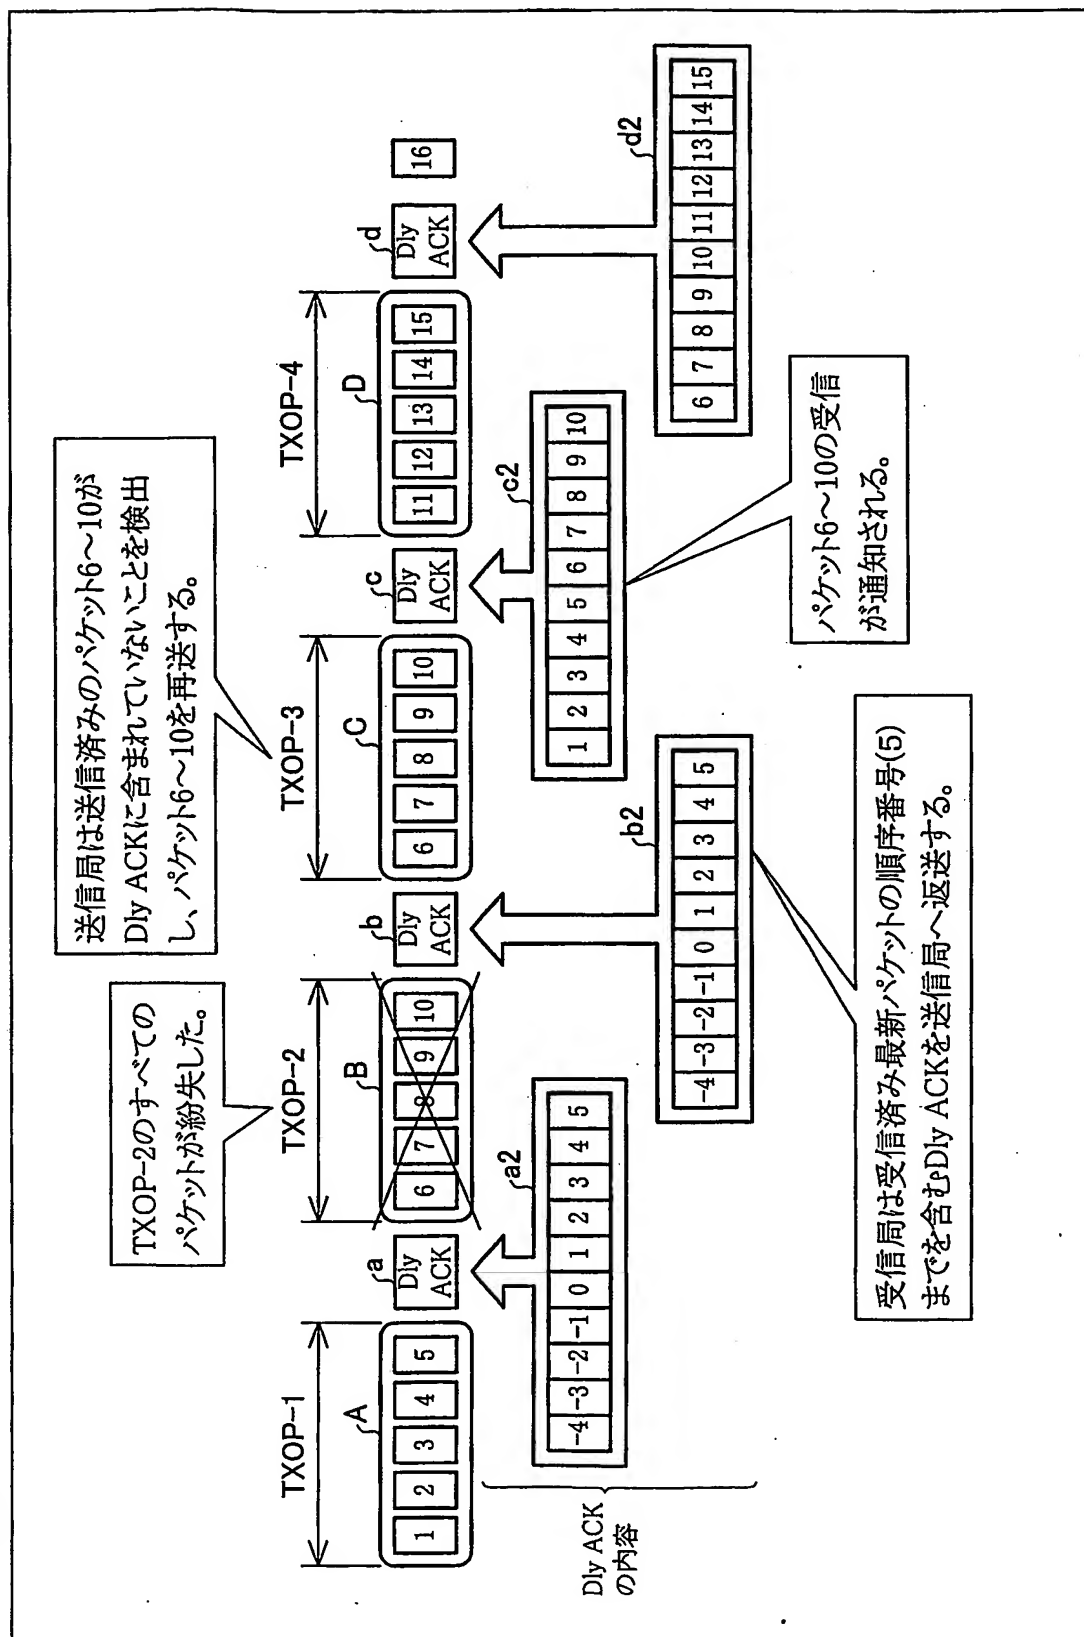 TXOP-2のすべての
パケットが紛失した。
送信局は送信済みのパケット6～10が
Dly ACKに含まれていないことを検出
し、パケット6～10を再送する。
TXOP-1
TXOP-2
TXOP-3
TXOP-4
A
a
B
b
C
c
D
d
1 2 3 4 5
Dly
ACK
6 7 8 9 10
Dly
ACK
6 7 8 9 10
Dly
ACK
11 12 13 14 15
Dly
ACK
16
Dly ACK
の内容
a2
-4 -3 -2 -1 0 1 2 3 4 5
c2
1 2 3 4 5 6 7 8 9 10
b2
-4 -3 -2 -1 0 1 2 3 4 5
d2
6 7 8 9 10 11 12 13 14 15
受信局は受信済み最新パケットの順序番号(5)
までを含むDly ACKを送信局へ返送する。
パケット6～10の受信
が通知される。